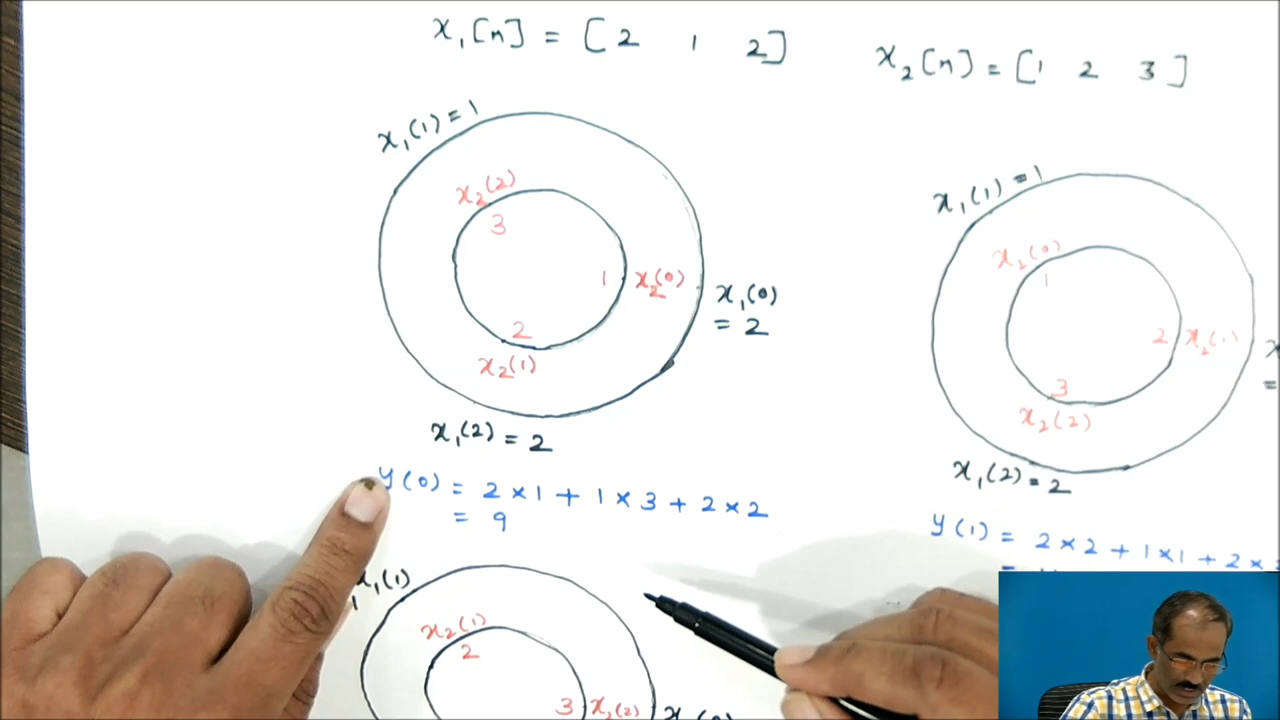 x₁[n] = [2 1 2]
x₂[n] = [1 2 3]
x₁(1) = 1
x₂(2)
3
1 x₂(0)
x₁(0)
= 2
2
x₂(1)
x₁(2) = 2
y(0) = 2 × 1 + 1 × 3 + 2 × 2
= 9
x₁(1) = 1
x₂(0)
1
2 x₂(1)
3
x₂(2)
x₁(2) = 2
y(1) = 2 × 2 + 1 × 1 + 2 ×
x₁(1)
x₂(1)
2
3 x₂(2)